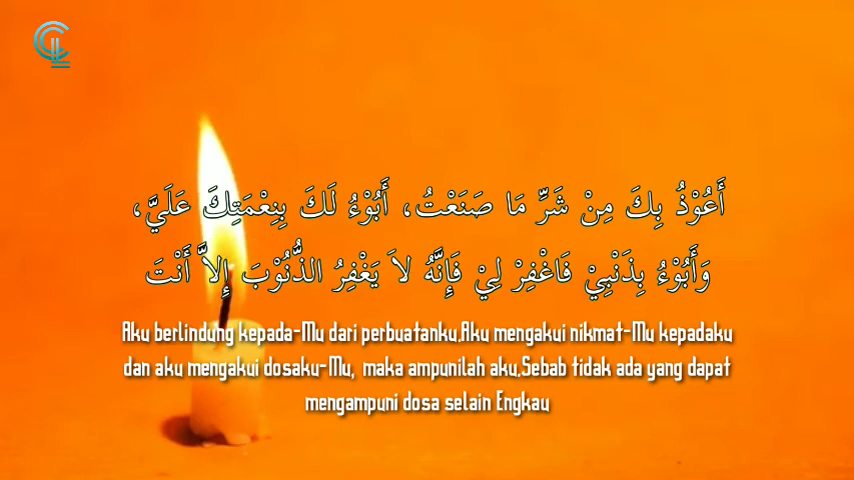 أَعُوْذُ بِكَ مِنْ شَرِّ مَا صَنَعْتُ، أَبُوْءُ لَكَ بِنِعْمَتِكَ عَلَيَّ،
وَأَبُوْءُ بِذَنْبِيْ فَاغْفِرْ لِيْ فَإِنَّهُ لاَ يَغْفِرُ الذُّنُوْبَ إِلاَّ أَنْتَ
Aku berlindung kepada-Mu dari perbuatanku.Aku mengakui nikmat-Mu kepadaku
dan aku mengakui dosaku-Mu, maka ampunilah aku.Sebab tidak ada yang dapat
mengampuni dosa selain Engkau